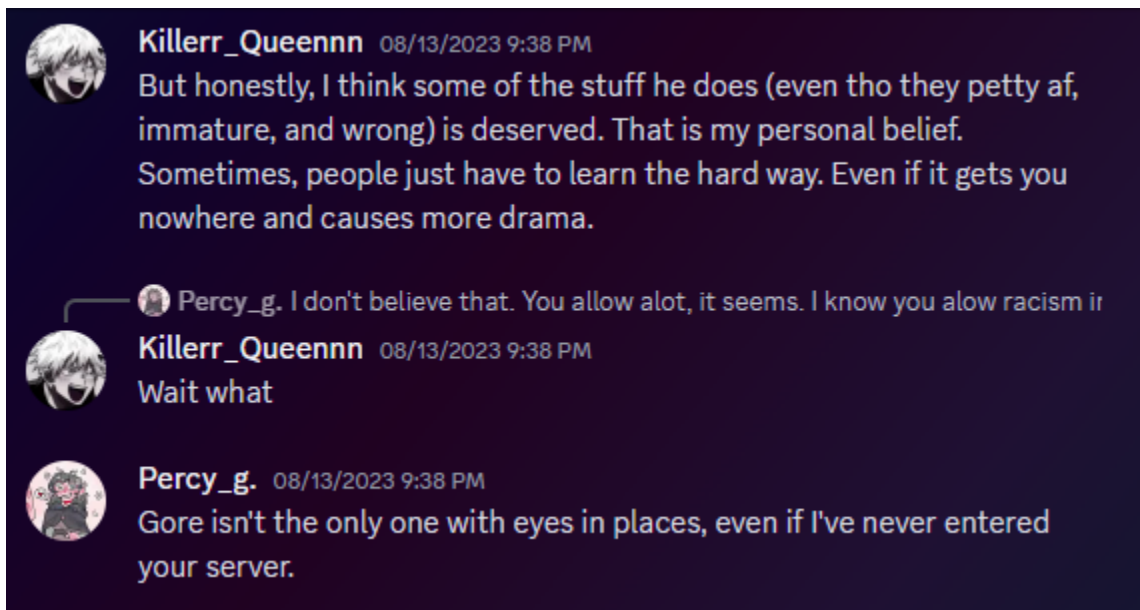 Killerr_Queennn 08/13/2023 9:38 PM
But honestly, I think some of the stuff he does (even tho they petty af,
immature, and wrong) is deserved. That is my personal belief.
Sometimes, people just have to learn the hard way. Even if it gets you
nowhere and causes more drama.
Percy_g. I don't believe that. You allow alot, it seems. I know you alow racism
Killerr_Queennn 08/13/2023 9:38 PM
Wait what
Percy_g. 08/13/2023 9:38 PM
Gore isn't the only one with eyes in places, even if I've never entered
your server.